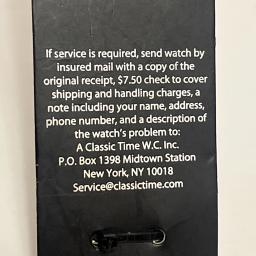 If service is required, send watch by
insured mail with a copy of the
original receipt, $7.50 check to cover
shipping and handling charges, a
note including your name, address,
phone number, and a description of
the watch's problem to:
A Classic Time W.C. Inc.
P.O. Box 1398 Midtown Station
New York, NY 10018
Service@classictime.com